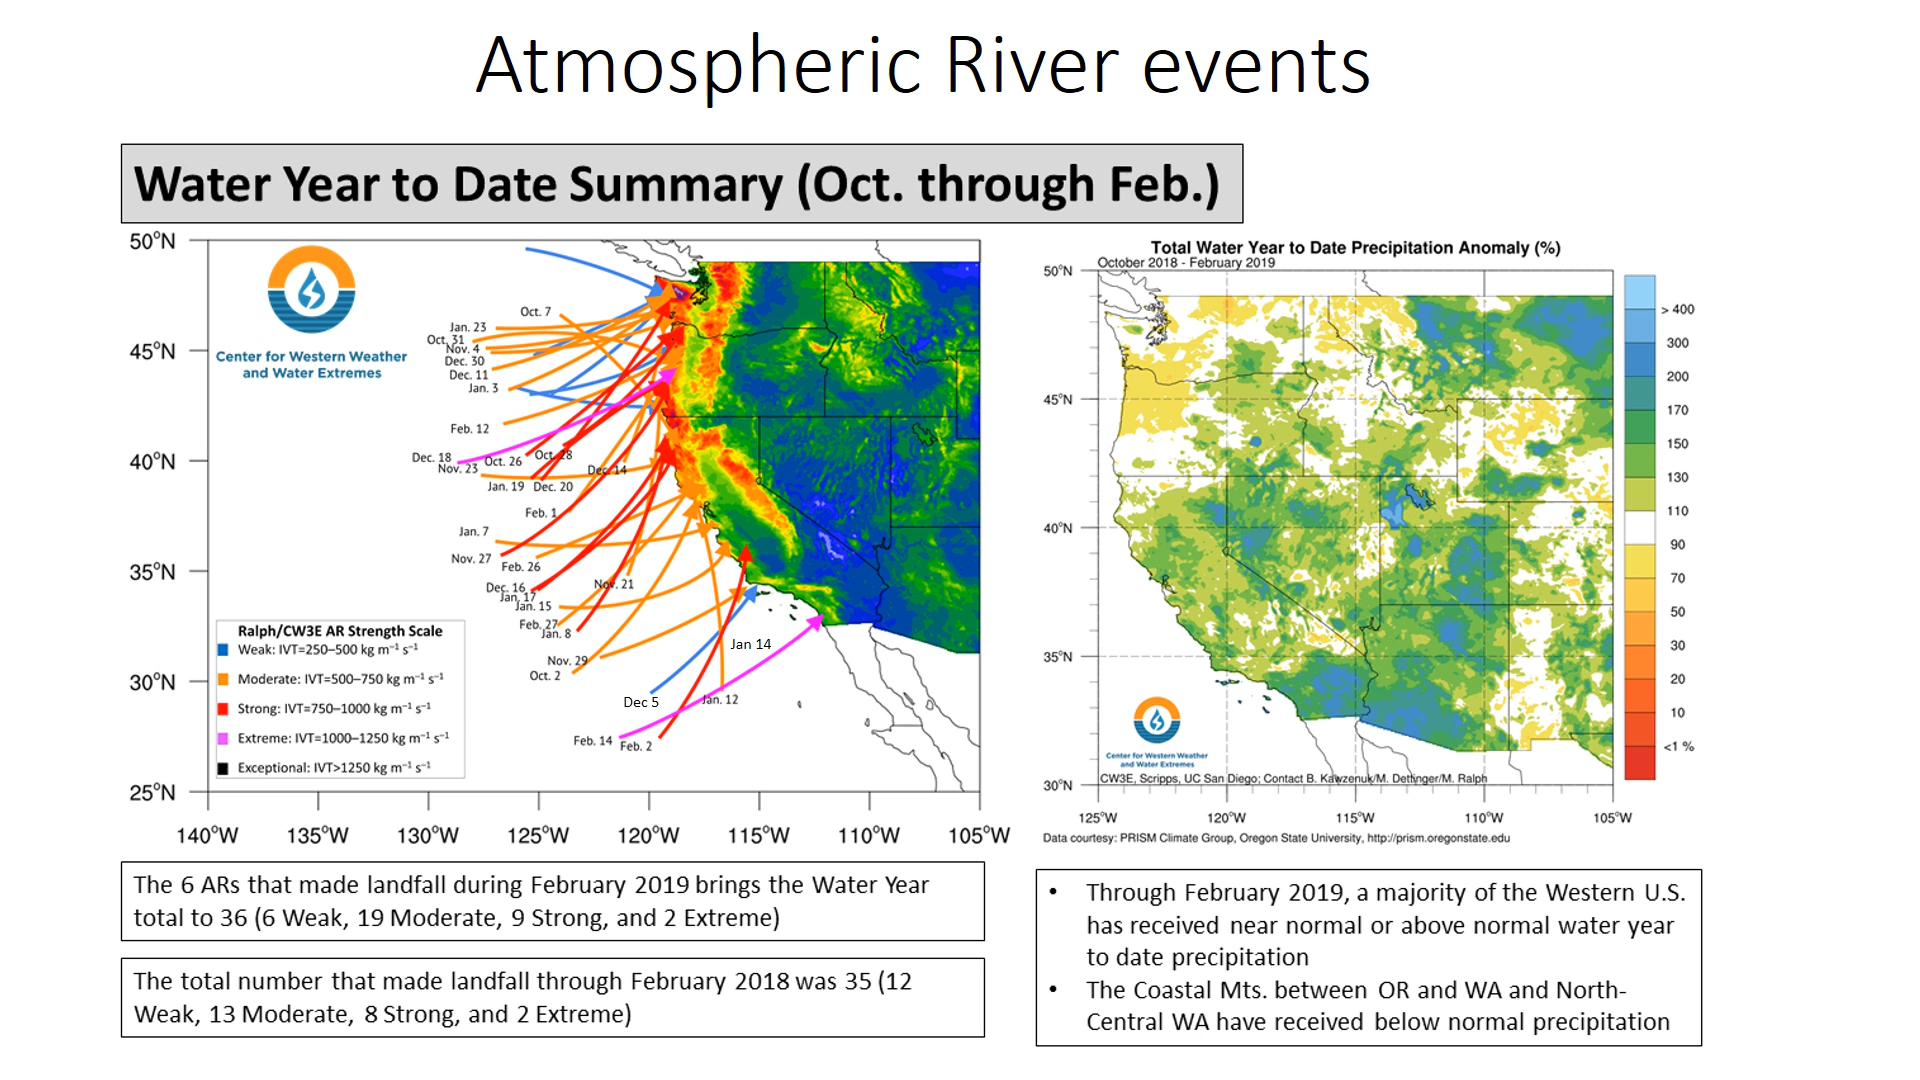 Atmospheric River events
Water Year to Date Summary (Oct. through Feb.)
50°N
45°N
40°N
35°N
30°N
25°N
140°W
135°W
130°W
125°W
120°W
115°W
110°W
105°W
Center for Western Weather
and Water Extremes
Oct. 7
Jan. 23
Oct. 31
Nov. 4
Dec. 30
Dec. 11
Jan. 3
Feb. 12
Dec. 18
Nov. 23
Oct. 26
Oct. 28
Dec. 14
Jan. 19
Dec. 20
Feb. 1
Jan. 7
Nov. 27
Feb. 26
Dec. 16
Jan. 17
Nov. 21
Jan. 15
Feb. 27
Jan. 8
Jan 14
Nov. 29
Oct. 2
Dec 5
Jan. 12
Feb. 14
Feb. 2
Ralph/CW3E AR Strength Scale
Weak: IVT=250–500 kg m⁻¹ s⁻¹
Moderate: IVT=500–750 kg m⁻¹ s⁻¹
Strong: IVT=750–1000 kg m⁻¹ s⁻¹
Extreme: IVT=1000–1250 kg m⁻¹ s⁻¹
Exceptional: IVT>1250 kg m⁻¹ s⁻¹
Total Water Year to Date Precipitation Anomaly (%)
October 2018 - February 2019
50°N
45°N
40°N
35°N
30°N
125°W
120°W
115°W
110°W
105°W
> 400
300
200
170
150
130
110
90
70
50
30
20
10
<1 %
Center for Western Weather
and Water Extremes
CW3E, Scripps, UC San Diego; Contact B. Kawzenuk/M. Dettinger/M. Ralph
Data courtesy: PRISM Climate Group, Oregon State University, http://prism.oregonstate.edu
The 6 ARs that made landfall during February 2019 brings the Water Year
total to 36 (6 Weak, 19 Moderate, 9 Strong, and 2 Extreme)
The total number that made landfall through February 2018 was 35 (12
Weak, 13 Moderate, 8 Strong, and 2 Extreme)
• Through February 2019, a majority of the Western U.S.
has received near normal or above normal water year
to date precipitation
• The Coastal Mts. between OR and WA and North-
Central WA have received below normal precipitation